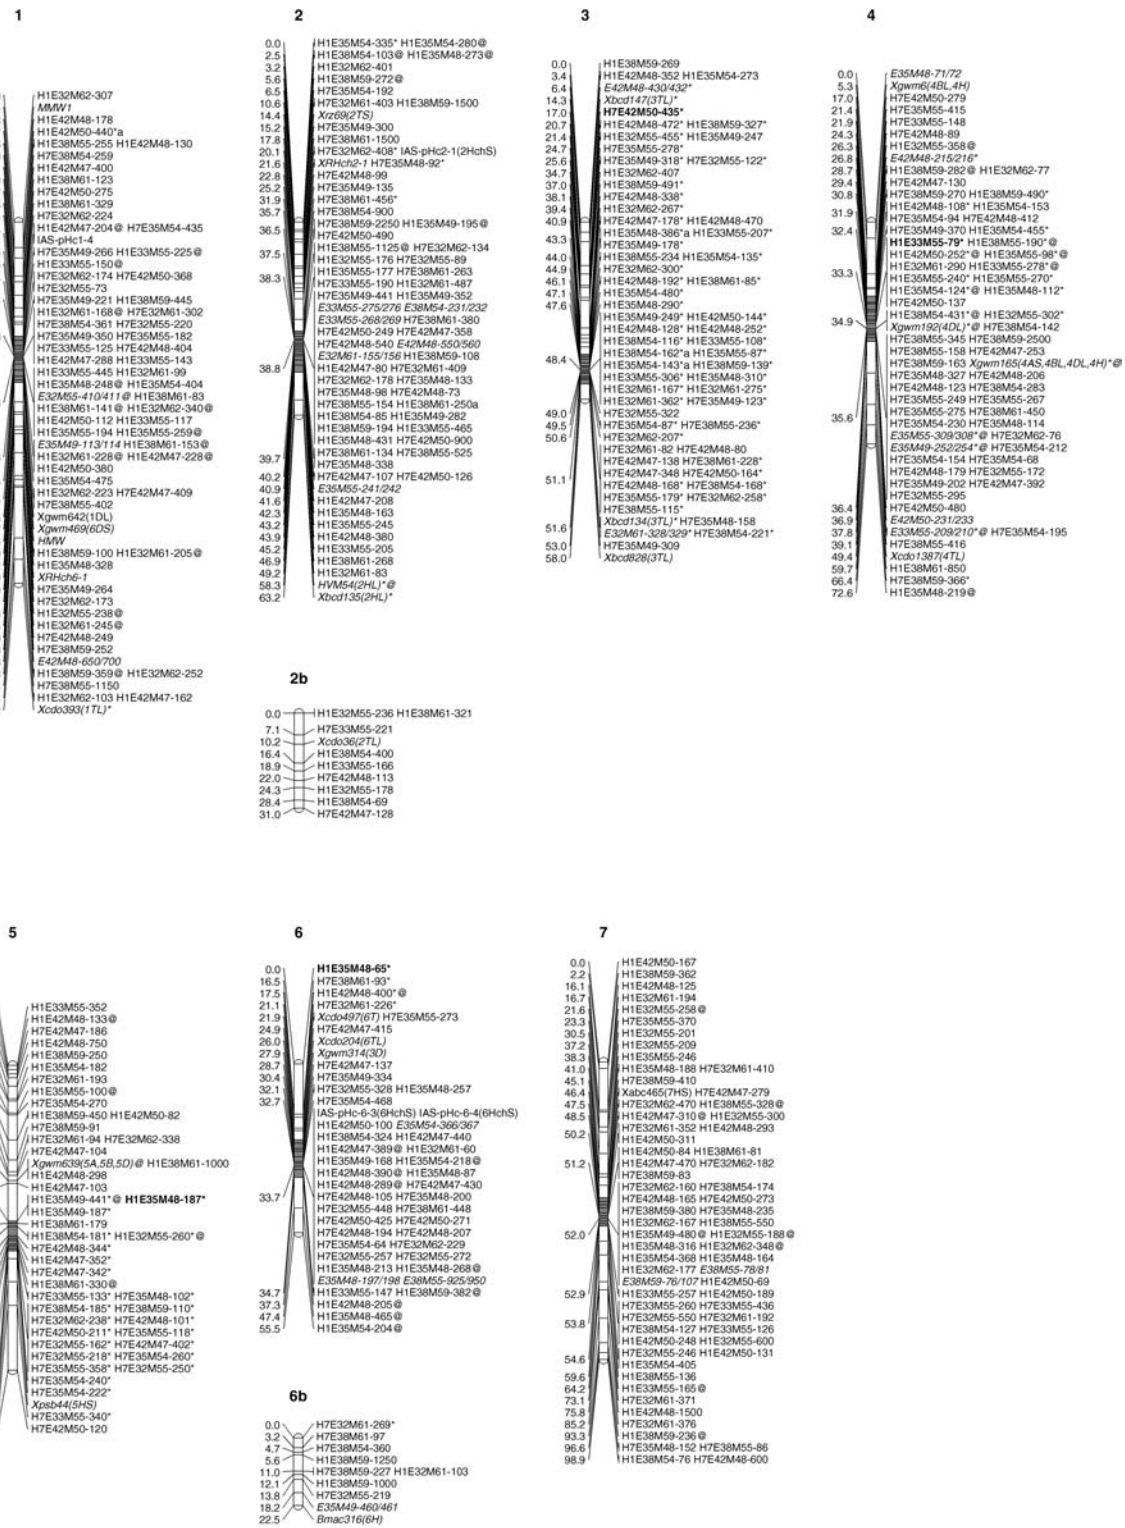 1
H1E32M62-307
MMW1
H1E42M48-178
H1E42M50-440*a
H1E38M55-255 H1E42M48-130
H7E38M54-259
H1E42M47-400
H1E38M61-123
H7E42M50-275
H1E38M61-329
H7E32M62-224
H1E42M47-204@ H7E35M54-435
IAS-pHc1-4
H7E35M49-266 H1E33M55-225@
H1E33M55-150@
H7E32M62-174 H7E42M50-368
H7E32M55-73
H7E35M49-221 H1E38M59-445
H1E32M61-168@ H7E32M61-302
H7E38M54-361 H7E32M55-220
H7E35M49-350 H7E35M55-182
H7E33M55-125 H7E42M48-404
H1E42M47-288 H1E33M55-143
H1E33M55-445 H1E32M61-99
H1E35M48-248@ H1E35M54-404
E32M55-410/411@ H1E38M61-83
H1E38M61-141@ H1E32M62-340@
H1E42M50-112 H1E33M55-117
H7E35M55-194 H1E35M55-259@
E35M49-113/114 H1E38M61-153@
H1E32M61-228@ H1E42M47-228@
H1E42M50-380
H1E35M54-475
H1E32M62-223 H7E42M47-409
H7E38M55-402
Xgwm642(1DL)
Xgwm469(6DS)
HMW
H1E38M59-100 H1E32M61-205@
H1E35M48-328
XRHch6-1
H7E35M49-264
H7E32M62-173
H1E32M55-238@
H1E32M61-245@
H7E42M48-249
H7E38M59-252
E42M48-650/700
H1E38M59-359@ H1E32M62-252
H7E38M55-1150
H1E32M62-103 H1E42M47-162
Xcdo393(1TL)*
2
0.0 H1E35M54-335* H1E35M54-280@
2.5 H1E38M54-103@ H1E35M48-273@
3.2 H1E32M62-401
5.6 H1E38M59-272@
6.5 H7E35M54-192
10.6 H7E32M61-403 H1E38M59-1500
14.4 Xrz69(2TS)
15.2 H7E35M49-300
17.8 H7E38M61-1500
20.1 H7E32M62-408* IAS-pHc2-1(2HchS)
21.6 XRHch2-1 H7E35M48-92*
22.8 H7E42M48-99
25.2 H7E35M49-135
31.9 H7E38M61-456*
35.7 H7E38M54-900
H7E38M59-2250 H1E35M49-195@
36.5 H7E42M50-490
H1E38M55-1125@ H7E32M62-134
37.5 H1E32M55-176 H7E32M55-89
H7E35M55-177 H7E38M61-263
38.3 H7E33M55-190 H1E32M61-487
H7E35M49-441 H1E35M49-352
E33M55-275/276 E38M54-231/232
E33M55-268/269 H7E38M61-380
H7E42M50-249 H7E42M47-358
H7E42M48-540 E42M48-550/560
E32M61-155/156 H1E38M59-108
38.8 H1E42M47-80 H7E32M61-409
H7E32M62-178 H7E35M48-133
H7E35M48-98 H7E42M48-73
H7E38M55-154 H1E38M61-250a
H1E38M54-85 H1E35M49-282
H7E38M59-194 H1E33M55-465
H1E35M48-431 H7E42M50-900
H1E38M61-134 H7E38M55-525
39.7 H7E35M48-338
40.2 H7E42M47-107 H7E42M50-126
40.9 E35M55-241/242
41.6 H1E42M47-208
42.3 H1E35M48-163
43.2 H1E35M55-245
43.9 H1E42M48-380
45.2 H1E33M55-205
46.9 H1E38M61-268
49.2 H1E32M61-83
58.3 HVM54(2HL)*@
63.2 Xbcd135(2HL)*
2b
0.0 H1E32M55-236 H1E38M61-321
7.1 H7E33M55-221
10.2 Xcdo36(2TL)
16.4 H1E38M54-400
18.9 H1E33M55-166
22.0 H7E42M48-113
24.3 H1E32M55-178
28.4 H1E38M54-69
31.0 H7E42M47-128
3
0.0 H1E38M59-269
3.4 H1E42M48-352 H1E35M54-273
6.4 E42M48-430/432*
14.3 Xbcd147(3TL)*
17.0 H7E42M50-435*
20.7 H1E42M48-472* H1E38M59-327*
21.4 H1E32M55-455* H1E35M49-247
24.7 H7E35M55-278*
25.6 H7E35M49-318* H7E32M55-122*
34.7 H1E32M62-407
37.0 H1E38M59-491*
38.1 H7E42M48-338*
39.4 H1E32M62-267*
40.9 H7E42M47-178* H1E42M48-470
H1E35M48-386*a H1E33M55-207*
43.3 H7E35M49-178*
44.0 H1E38M55-234 H1E35M54-135*
44.9 H7E32M62-300*
46.1 H1E42M48-192* H1E38M61-85*
47.1 H1E35M54-480*
47.6 H1E35M48-290*
H1E35M49-249* H1E42M50-144*
H1E42M48-128* H1E42M48-252*
H1E38M54-116* H1E33M55-108*
H1E38M54-162*a H1E35M55-87*
48.4 H1E35M54-143*a H1E38M59-139*
H1E33M55-306* H1E35M48-310*
H1E32M61-167* H1E32M61-275*
H1E32M61-362* H7E35M49-123*
49.0 H7E32M55-322
49.5 H7E35M54-87* H7E38M55-236*
50.6 H7E32M62-207*
H7E32M61-82 H7E42M48-80
H7E42M47-138 H7E38M61-228*
H7E42M47-348 H7E42M50-164*
51.1 H7E42M48-168* H7E38M54-168*
H7E35M55-179* H7E32M62-258*
H7E38M55-115*
Xbcd134(3TL)* H7E35M48-158
51.6 E32M61-328/329* H7E38M54-221*
53.0 H7E35M49-309
58.0 Xbcd828(3TL)
4
0.0 E35M48-71/72
5.3 Xgwm6(4BL,4H)
17.0 H7E42M50-279
21.4 H7E35M55-415
21.9 H7E33M55-148
24.3 H7E42M48-89
26.3 H1E32M55-358@
26.8 E42M48-215/216*
28.7 H1E38M59-282@ H1E32M62-77
29.4 H7E42M47-130
30.8 H7E38M59-270 H1E38M59-490*
H1E42M48-108* H1E35M54-153
31.9 H7E35M54-94 H7E42M48-412
32.4 H7E35M49-370 H1E35M54-455*
H1E33M55-79* H1E38M55-190*@
H1E42M50-252*@ H1E35M55-98*@
H1E32M61-290 H1E33M55-278*@
33.3 H1E35M55-240* H1E35M55-270*
H1E35M54-124*@ H1E35M48-112*
H7E42M50-137
H1E38M54-431*@ H1E32M55-302*
34.9 Xgwm192(4DL)*@ H7E38M54-142
H7E38M55-345 H7E38M59-2500
H7E38M55-158 H7E42M47-253
H7E38M59-163 Xgwm165(4AS,4BL,4DL,4H)*@
H7E35M48-327 H7E42M48-206
H7E42M48-123 H7E38M54-283
H7E35M55-249 H7E35M55-267
H7E35M55-275 H7E38M61-450
35.6 H7E35M54-230 H7E35M48-114
E35M55-309/308*@ H7E32M62-76
E35M49-252/254*@ H7E35M54-212
H7E35M54-154 H7E35M54-68
H7E42M48-179 H7E32M55-172
H7E35M49-202 H7E42M47-392
H7E32M55-295
36.4 H7E42M50-480
36.9 E42M50-231/233
37.8 E33M55-209/210*@ H7E35M54-195
39.1 H7E38M55-416
49.4 Xcdo1387(4TL)
59.7 H1E38M61-850
66.4 H7E38M59-366*
72.6 H1E35M48-219@
5
H1E33M55-352
H1E42M48-133@
H7E42M47-186
H1E42M48-750
H1E38M59-250
H1E35M54-182
H7E32M61-193
H1E35M55-100@
H7E35M54-270
H1E38M59-450 H1E42M50-82
H7E38M59-91
H7E32M61-94 H7E32M62-338
H7E42M47-104
Xgwm639(5A,5B,5D)@ H1E38M61-1000
H1E42M48-298
H1E42M47-103
H1E35M49-441*@ H1E35M48-187*
H1E35M49-187*
H1E38M61-179
H1E38M54-181* H1E32M55-260*@
H7E42M48-344*
H1E42M47-352*
H7E42M47-342*
H1E38M61-330@
H7E33M55-133* H7E35M48-102*
H7E38M54-185* H7E38M59-110*
H7E32M62-238* H7E42M48-101*
H7E42M50-211* H7E35M55-118*
H7E32M55-162* H7E42M47-402*
H7E32M55-218* H7E35M54-260*
H7E35M55-358* H7E32M55-250*
H7E35M54-240*
H7E35M54-222*
Xpsb44(5HS)
H7E33M55-340*
H7E42M50-120
6
0.0 H1E35M48-65*
16.5 H7E38M61-93*
17.5 H1E42M48-400*@
21.1 H7E32M61-226*
21.9 Xcdo497(6T) H7E35M55-273
24.9 H7E42M47-415
26.0 Xcdo204(6TL)
27.9 Xgwm314(3D)
28.7 H7E42M47-137
30.4 H7E35M49-334
32.1 H7E32M55-328 H1E35M48-257
32.7 H7E35M54-468
IAS-pHc-6-3(6HchS) IAS-pHc-6-4(6HchS)
H1E42M50-100 E35M54-366/367
H1E38M54-324 H1E42M47-440
H1E42M47-389@ H1E32M61-60
H1E35M49-168 H1E35M54-218@
H1E42M48-390@ H1E35M48-87
H1E42M48-289@ H7E42M47-430
33.7 H7E42M48-105 H7E35M48-200
H7E32M55-448 H7E38M61-448
H7E42M50-425 H7E42M50-271
H7E42M48-194 H7E42M48-207
H7E35M54-64 H7E32M62-229
H7E32M55-257 H7E32M55-272
H1E35M48-213 H1E35M48-268@
E35M48-197/198 E38M55-925/950
34.7 H1E33M55-147 H1E38M59-382@
37.3 H1E42M48-205@
47.4 H1E35M48-465@
55.5 H1E35M54-204@
6b
0.0 H7E32M61-269*
3.2 H7E38M61-97
4.7 H7E38M54-360
5.6 H1E38M59-1250
11.0 H7E38M59-227 H1E32M61-103
12.1 H1E38M59-1000
13.8 H7E32M55-219
18.2 E35M49-460/461
22.5 Bmac316(6H)
7
0.0 H1E42M50-167
2.2 H1E38M59-362
16.1 H1E42M48-125
16.7 H1E32M61-194
21.6 H1E32M55-258@
23.3 H7E35M55-370
30.5 H1E32M55-201
37.2 H1E32M55-209
38.3 H1E35M55-246
41.0 H1E35M48-188 H7E32M61-410
45.1 H7E38M59-410
46.4 Xabc465(7HS) H7E42M47-279
47.5 H7E32M62-470 H1E38M55-328@
48.5 H1E42M47-310@ H1E32M55-300
H7E32M61-352 H1E42M48-293
50.2 H1E42M50-311
H1E42M50-84 H1E38M61-81
51.2 H1E42M47-470 H7E32M62-182
H7E38M59-83
H7E32M62-160 H7E38M54-174
H7E42M48-165 H7E42M50-273
H7E38M59-380 H7E35M48-235
H1E32M62-167 H1E38M55-550
52.0 H1E35M49-480@ H1E32M55-188@
H1E35M48-316 H1E32M62-348@
H1E35M54-368 H1E35M48-164
H1E32M62-177 E38M55-78/81
E38M59-76/107 H1E42M50-69
52.9 H1E33M55-257 H1E42M50-189
H7E33M55-260 H7E33M55-436
53.8 H7E32M55-550 H7E32M61-192
H7E38M54-127 H7E33M55-126
H1E42M50-248 H1E32M55-600
54.6 H7E32M55-246 H1E42M50-131
H1E35M54-405
59.6 H1E38M55-136
64.2 H1E33M55-165@
73.1 H7E32M61-371
75.8 H1E42M48-1500
85.2 H7E32M61-376
93.3 H1E38M59-236@
96.6 H7E35M48-152 H7E38M55-86
98.9 H1E38M54-76 H7E42M48-600